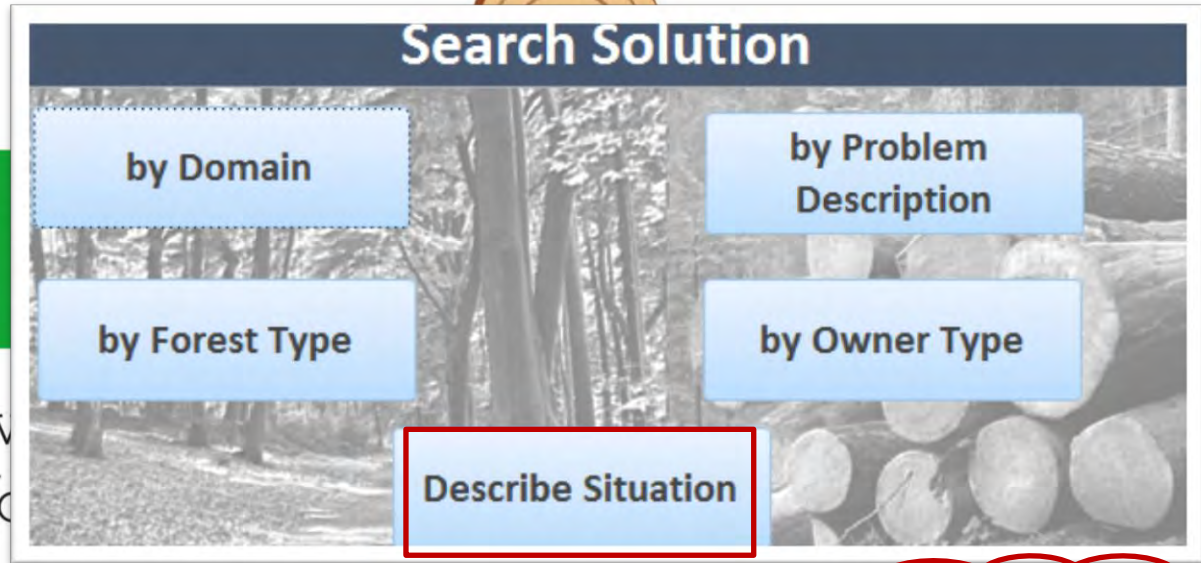 Search Solution
by Domain
by Problem
Description
by Forest Type
by Owner Type
Describe Situation